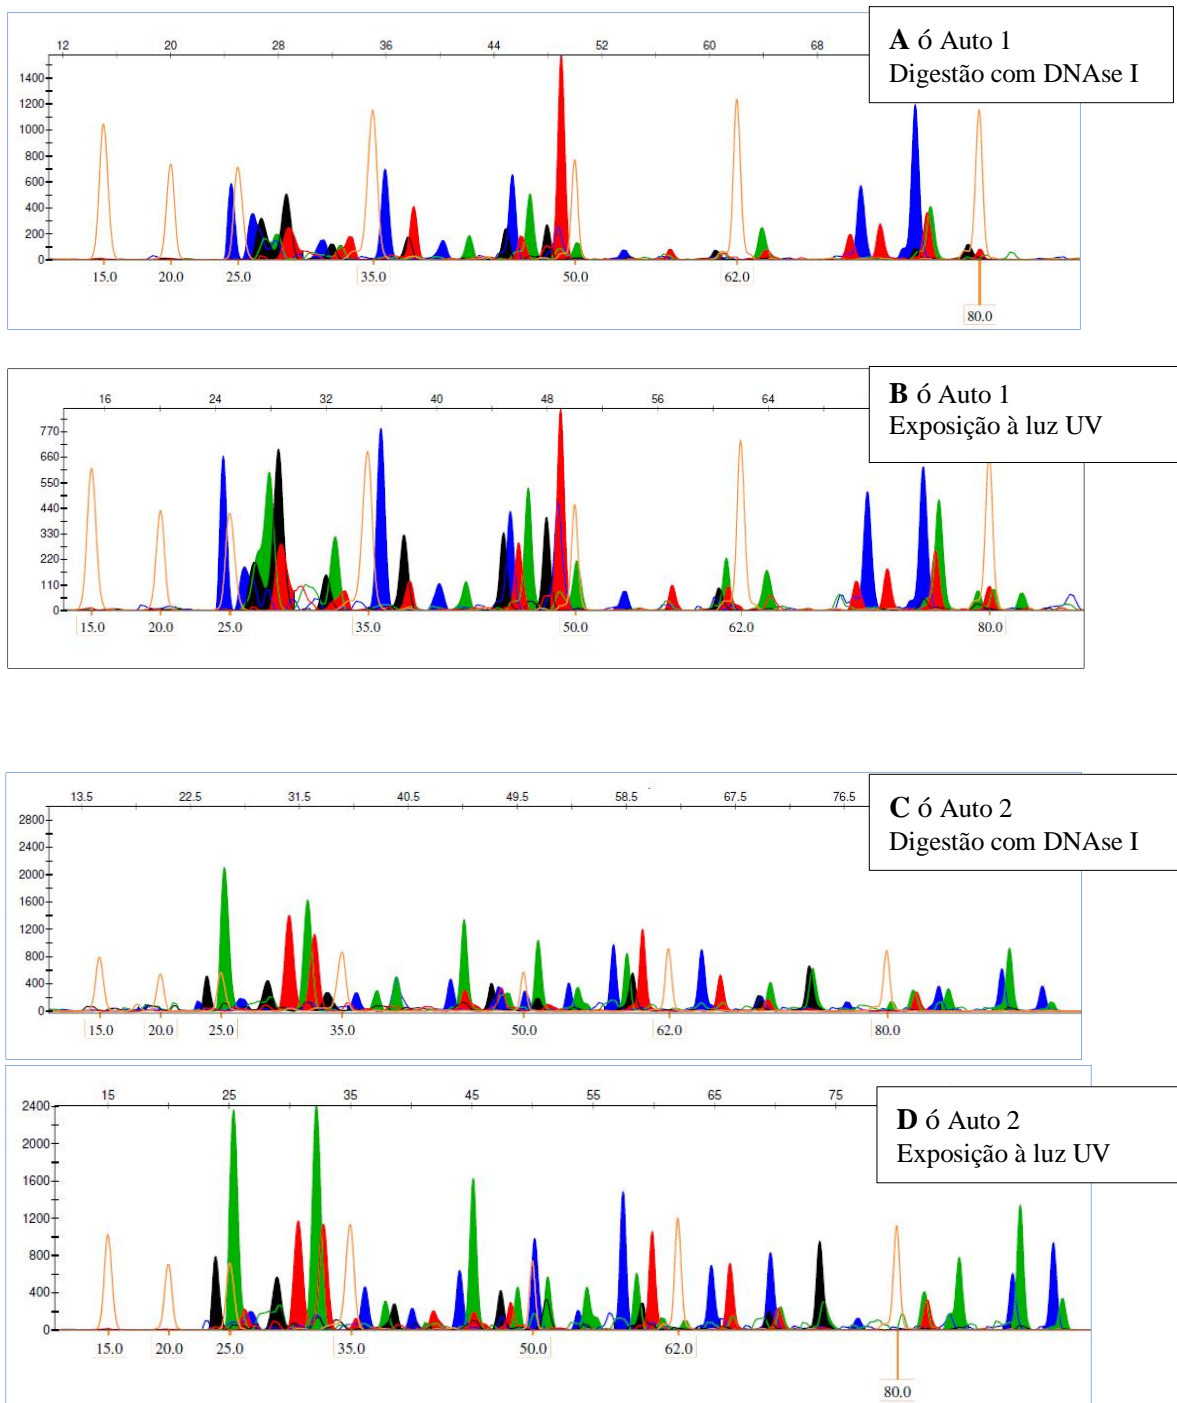 12 20 28 36 44 52 60 68
A ó Auto 1
Digestão com DNAse I
1400
1200
1000
800
600
400
200
0
15.0 20.0 25.0 35.0 50.0 62.0
80.0
16 24 32 40 48 56 64
B ó Auto 1
Exposição à luz UV
770
660
550
440
330
220
110
0
15.0 20.0 25.0 35.0 50.0 62.0 80.0
13.5 22.5 31.5 40.5 49.5 58.5 67.5 76.5
C ó Auto 2
Digestão com DNAse I
2800
2400
2000
1600
1200
800
400
0
15.0 20.0 25.0 35.0 50.0 62.0 80.0
15 25 35 45 55 65 75
D ó Auto 2
Exposição à luz UV
2400
2000
1600
1200
800
400
0
15.0 20.0 25.0 35.0 50.0 62.0
80.0